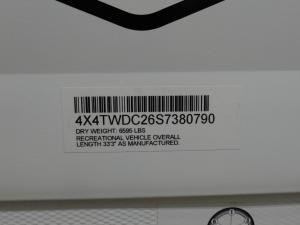 4X4TWDC26S7380790
DRY WEIGHT: 6595 LBS
RECREATIONAL VEHICLE OVERALL
LENGTH 33'3" AS MANUFACTURED.